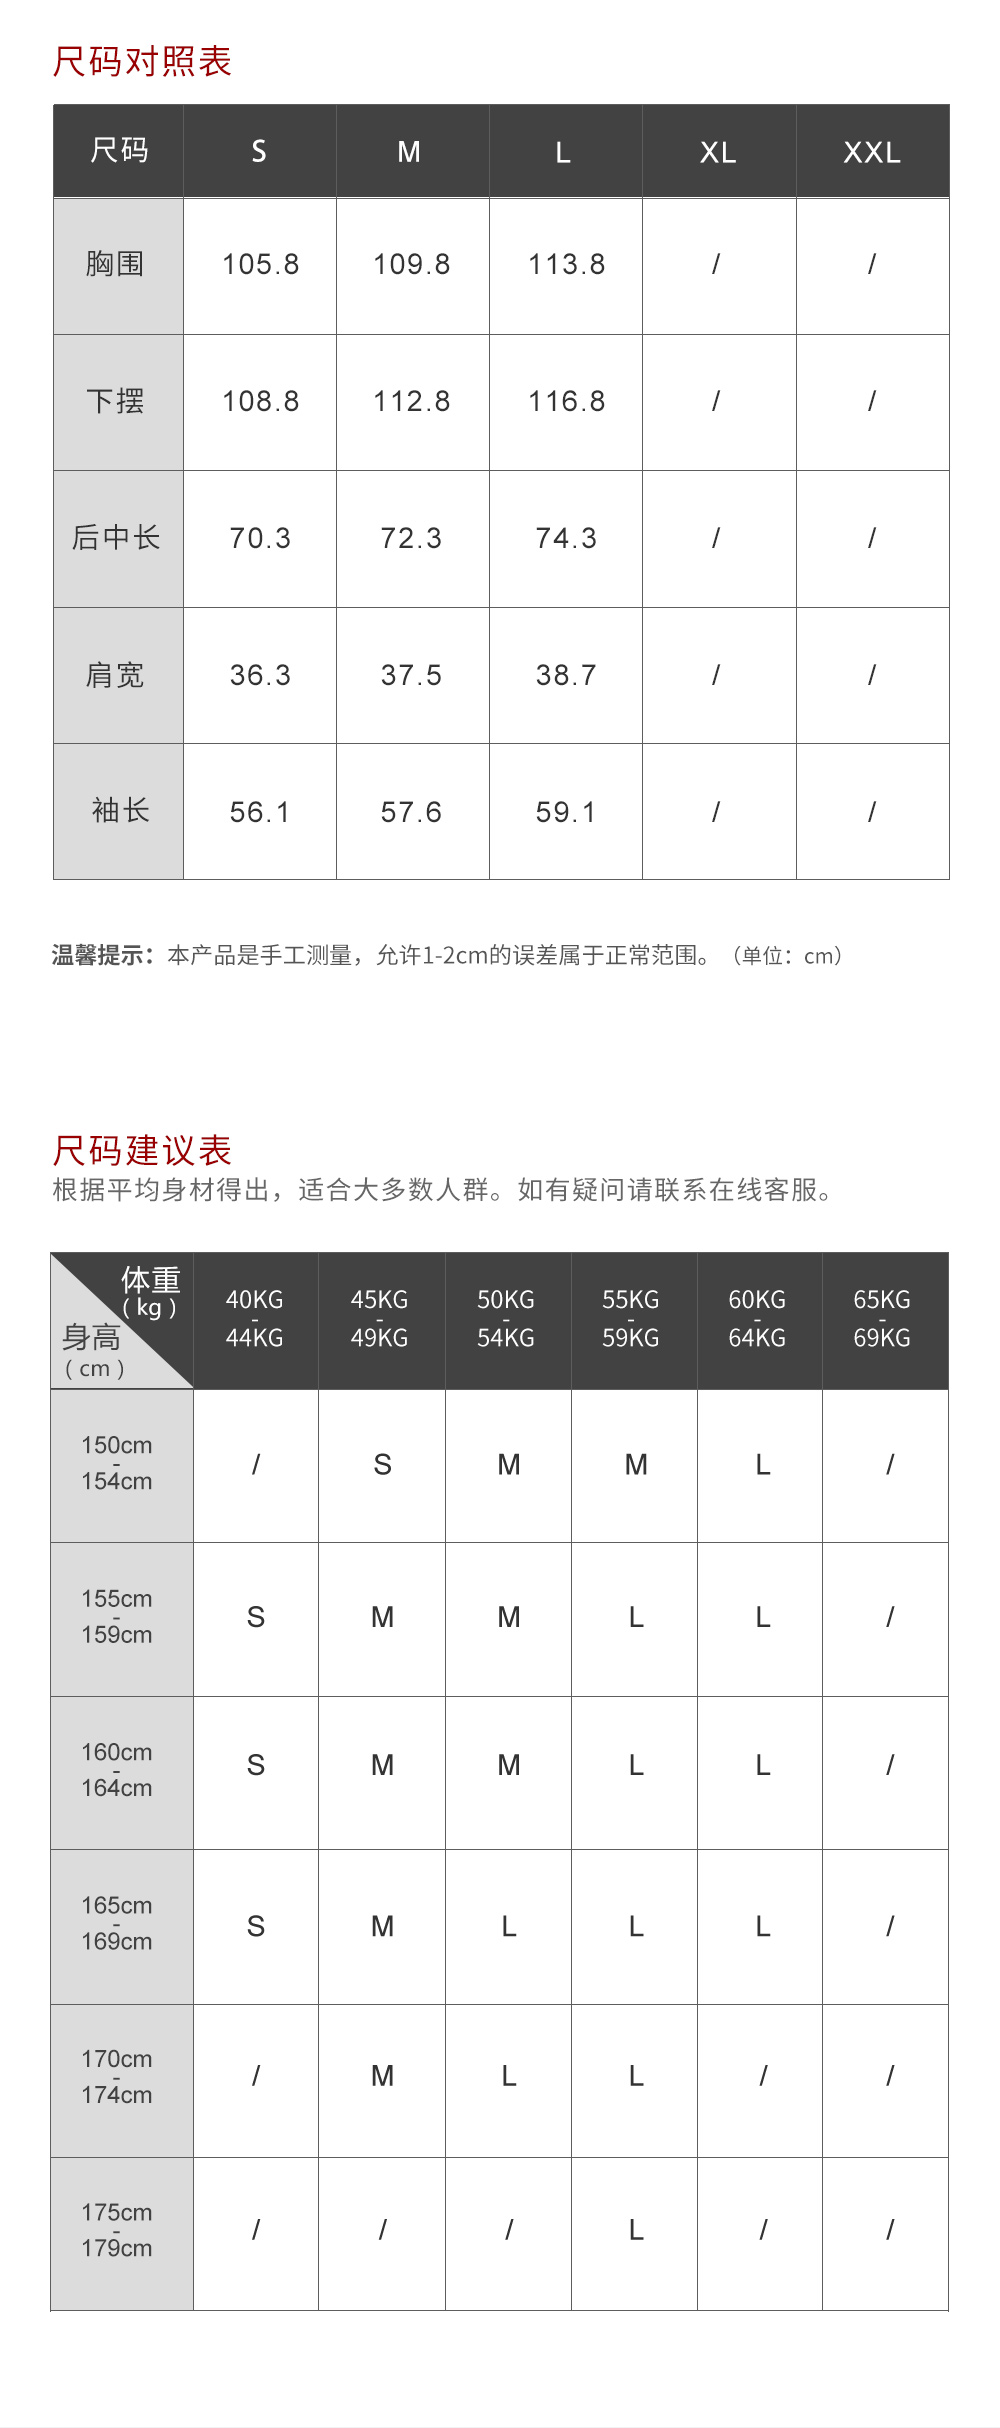 尺码对照表
尺码 S M L XL XXL
胸围 105.8 109.8 113.8 / /
下摆 108.8 112.8 116.8 / /
后中长 70.3 72.3 74.3 / /
肩宽 36.3 37.5 38.7 / /
袖长 56.1 57.6 59.1 / /
温馨提示：本产品是手工测量，允许1-2cm的误差属于正常范围。（单位：cm）
尺码建议表
根据平均身材得出，适合大多数人群。如有疑问请联系在线客服。
体重
(kg)
身高
(cm)
40KG-44KG 45KG-49KG 50KG-54KG 55KG-59KG 60KG-64KG 65KG-69KG
150cm-154cm / S M M L /
155cm-159cm S M M L L /
160cm-164cm S M M L L /
165cm-169cm S M L L L /
170cm-174cm / M L L / /
175cm-179cm / / / L / /